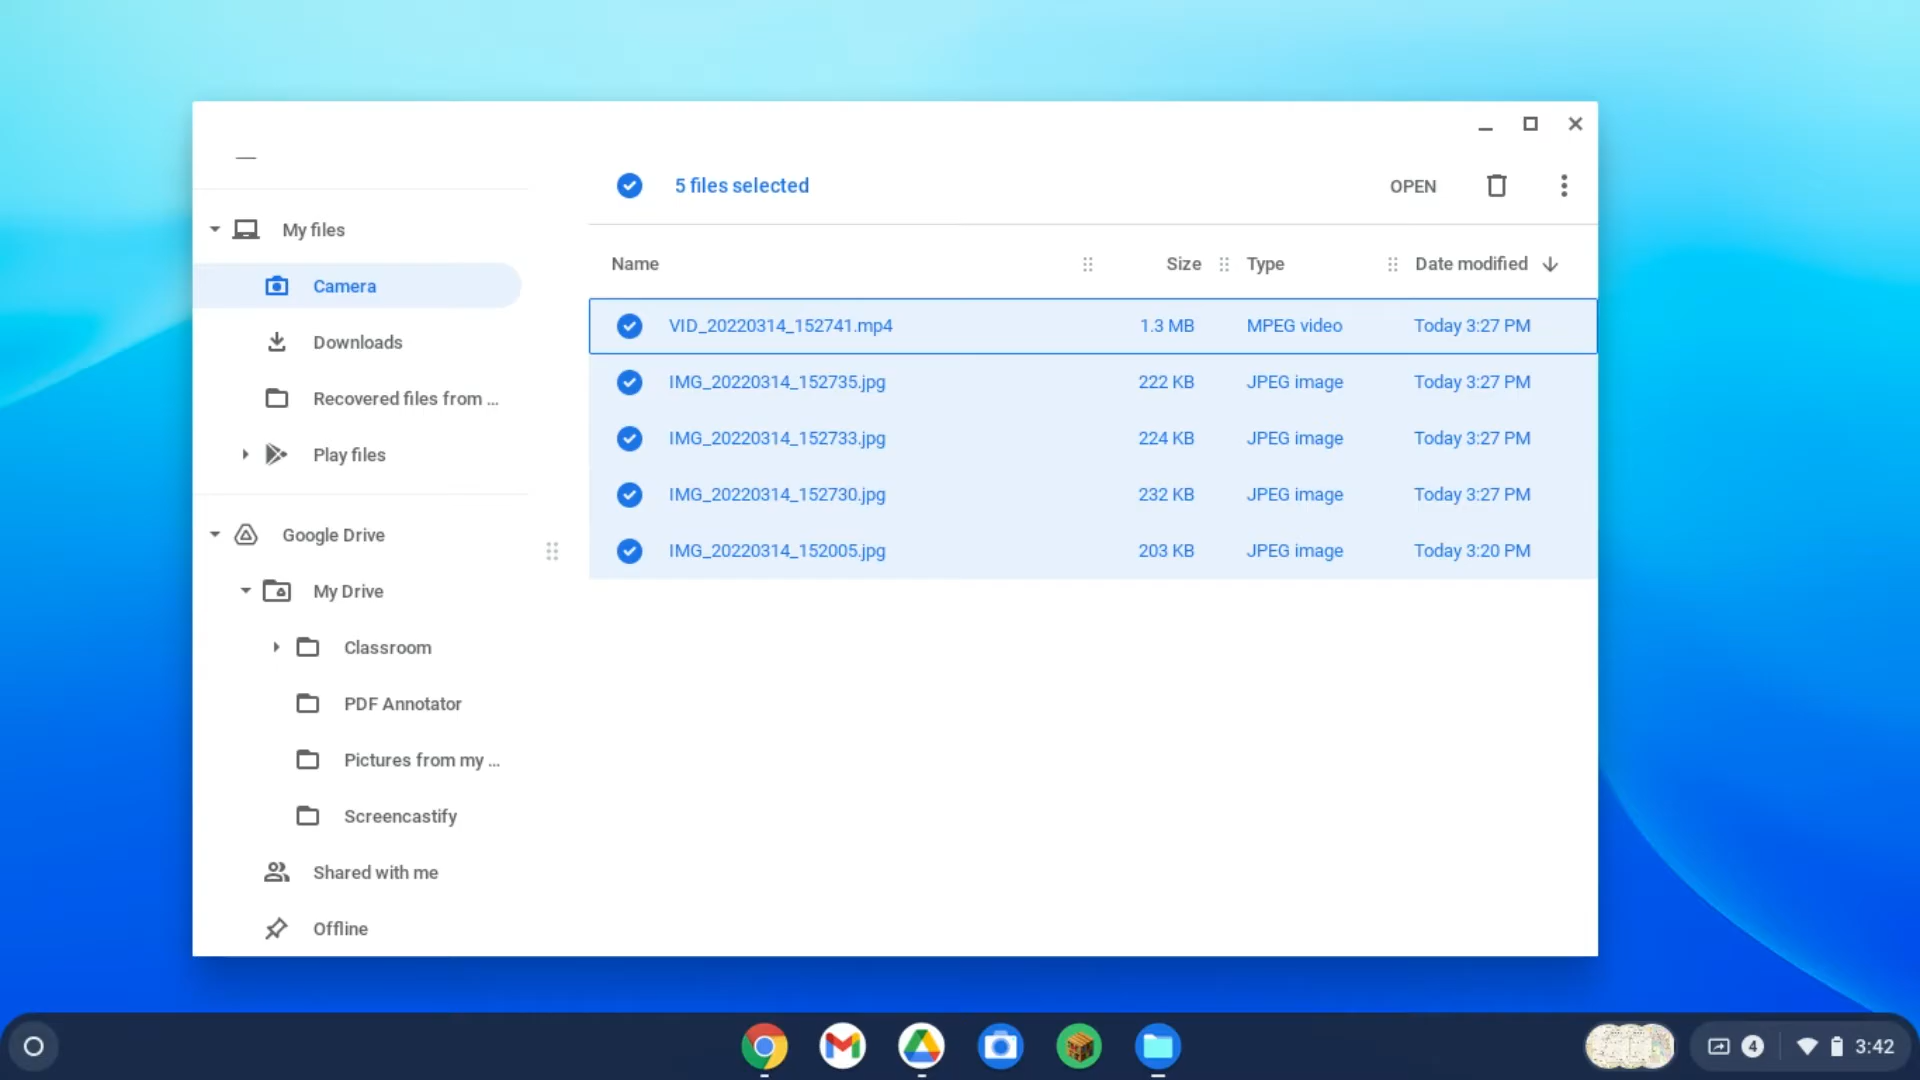 5 files selected
OPEN
My files
Camera
Downloads
Recovered files from ...
Play files
Google Drive
My Drive
Classroom
PDF Annotator
Pictures from my ...
Screencastify
Shared with me
Offline
Name Size Type Date modified
VID_20220314_152741.mp4 1.3 MB MPEG video Today 3:27 PM
IMG_20220314_152735.jpg 222 KB JPEG image Today 3:27 PM
IMG_20220314_152733.jpg 224 KB JPEG image Today 3:27 PM
IMG_20220314_152730.jpg 232 KB JPEG image Today 3:27 PM
IMG_20220314_152005.jpg 203 KB JPEG image Today 3:20 PM
4 3:42